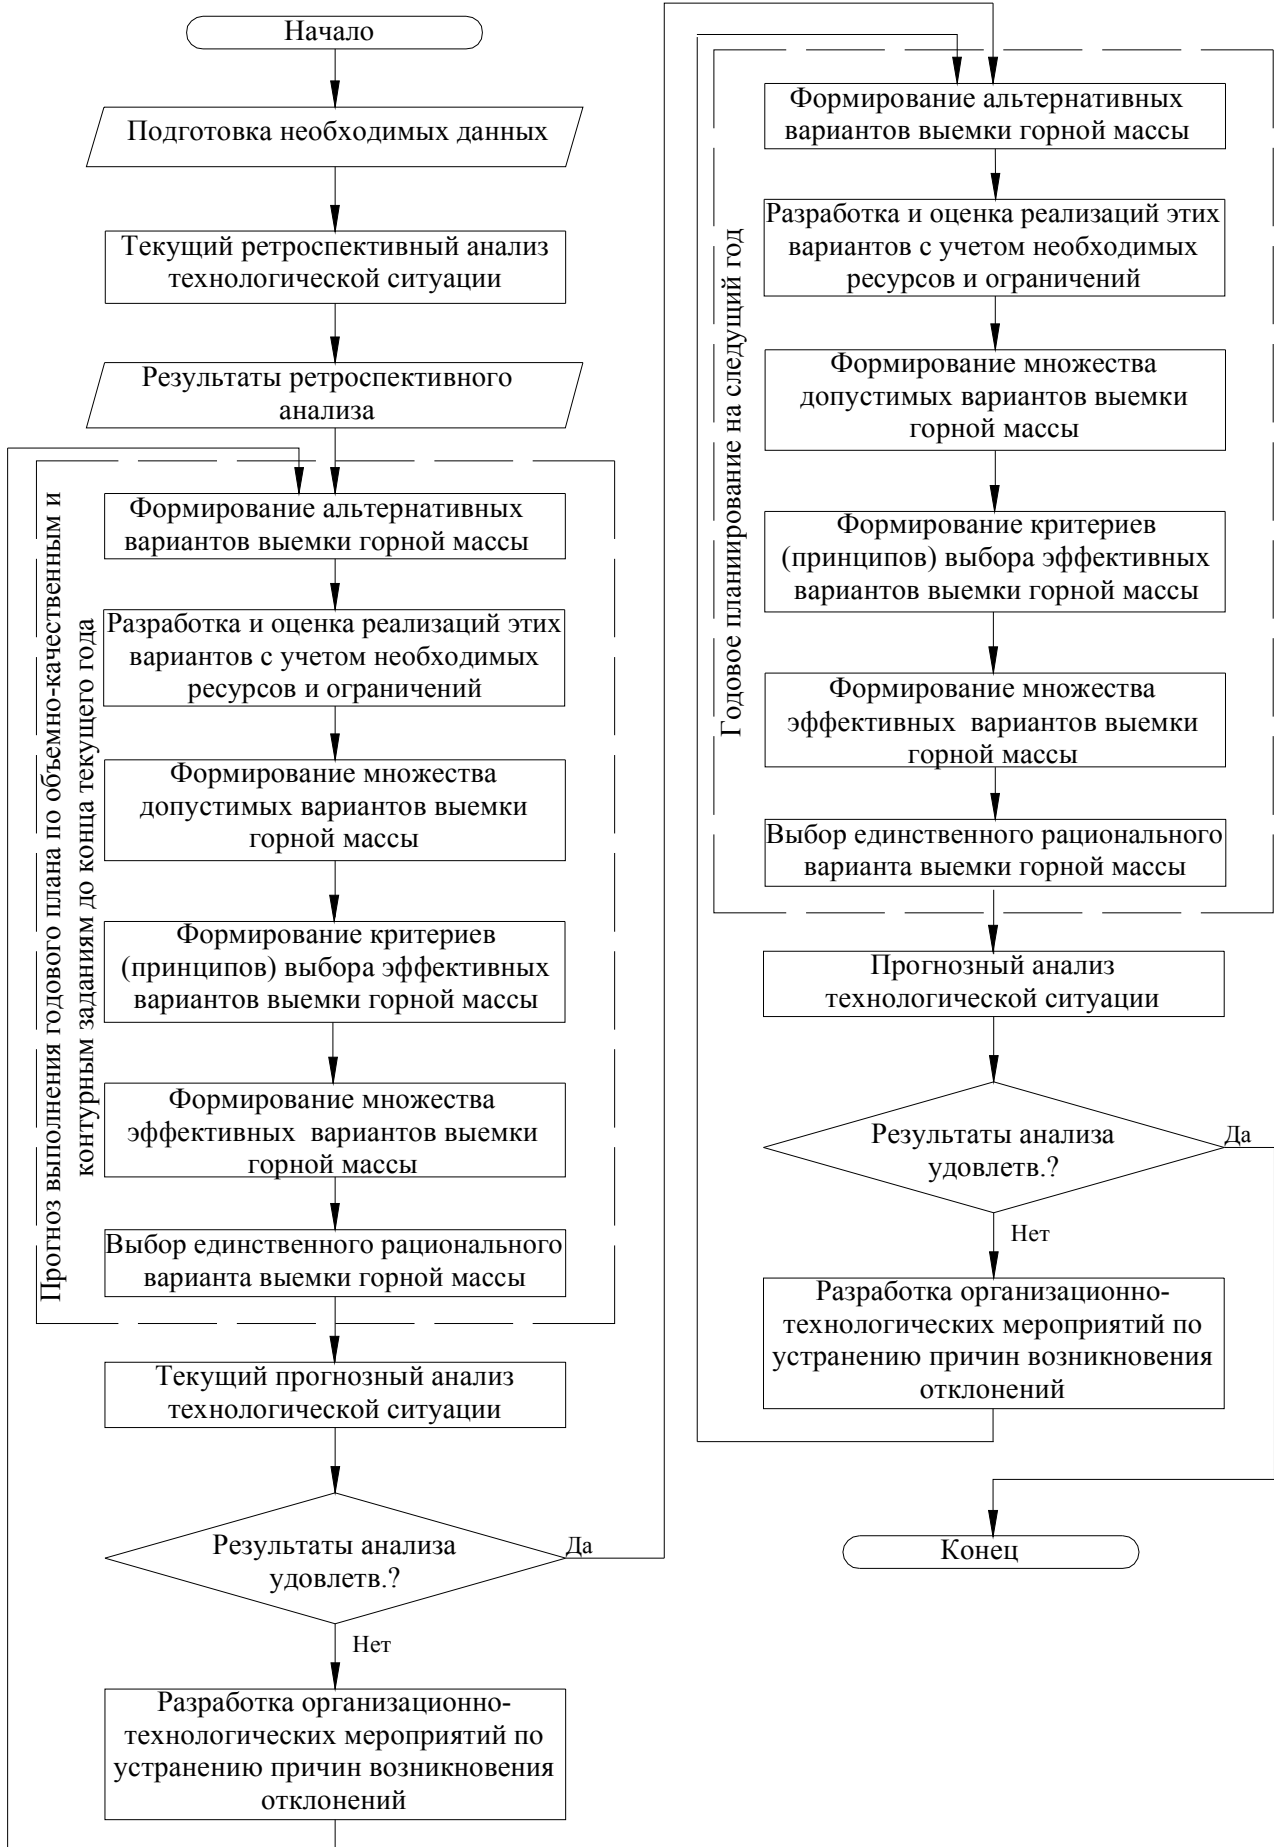 Начало
Подготовка необходимых данных
Текущий ретроспективный анализ
технологической ситуации
Результаты ретроспективного
анализа
Прогноз выполнения годового плана по объемно-качественным и
контурным заданиям до конца текущего года
Формирование альтернативных
вариантов выемки горной массы
Разработка и оценка реализаций этих
вариантов с учетом необходимых
ресурсов и ограничений
Формирование множества
допустимых вариантов выемки
горной массы
Формирование критериев
(принципов) выбора эффективных
вариантов выемки горной массы
Формирование множества
эффективных вариантов выемки
горной массы
Выбор единственного рационального
варианта выемки горной массы
Текущий прогнозный анализ
технологической ситуации
Результаты анализа
удовлетв.?
Да
Нет
Разработка организационно-
технологических мероприятий по
устранению причин возникновения
отклонений
Годовое планирование на следущий год
Формирование альтернативных
вариантов выемки горной массы
Разработка и оценка реализаций этих
вариантов с учетом необходимых
ресурсов и ограничений
Формирование множества
допустимых вариантов выемки
горной массы
Формирование критериев
(принципов) выбора эффективных
вариантов выемки горной массы
Формирование множества
эффективных вариантов выемки
горной массы
Выбор единственного рационального
варианта выемки горной массы
Прогнозный анализ
технологической ситуации
Результаты анализа
удовлетв.?
Да
Нет
Разработка организационно-
технологических мероприятий по
устранению причин возникновения
отклонений
Конец